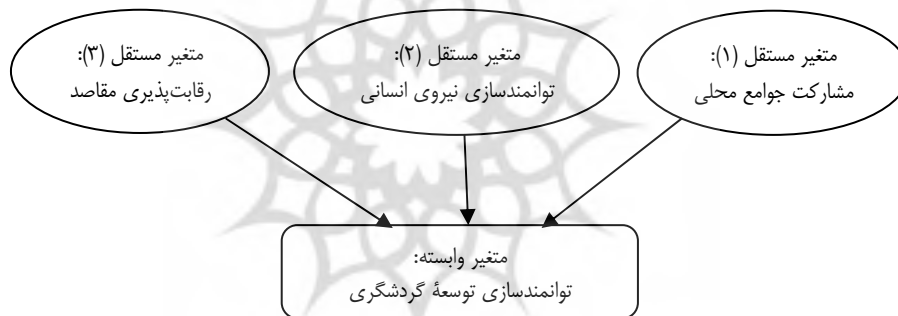 متغیر مستقل (۱):
مشارکت جوامع محلی
متغیر مستقل (۲):
توانمندسازی نیروی انسانی
متغیر مستقل (۳):
رقابت‌پذیری مقاصد
متغیر وابسته:
توانمندسازی توسعهٔ گردشگری